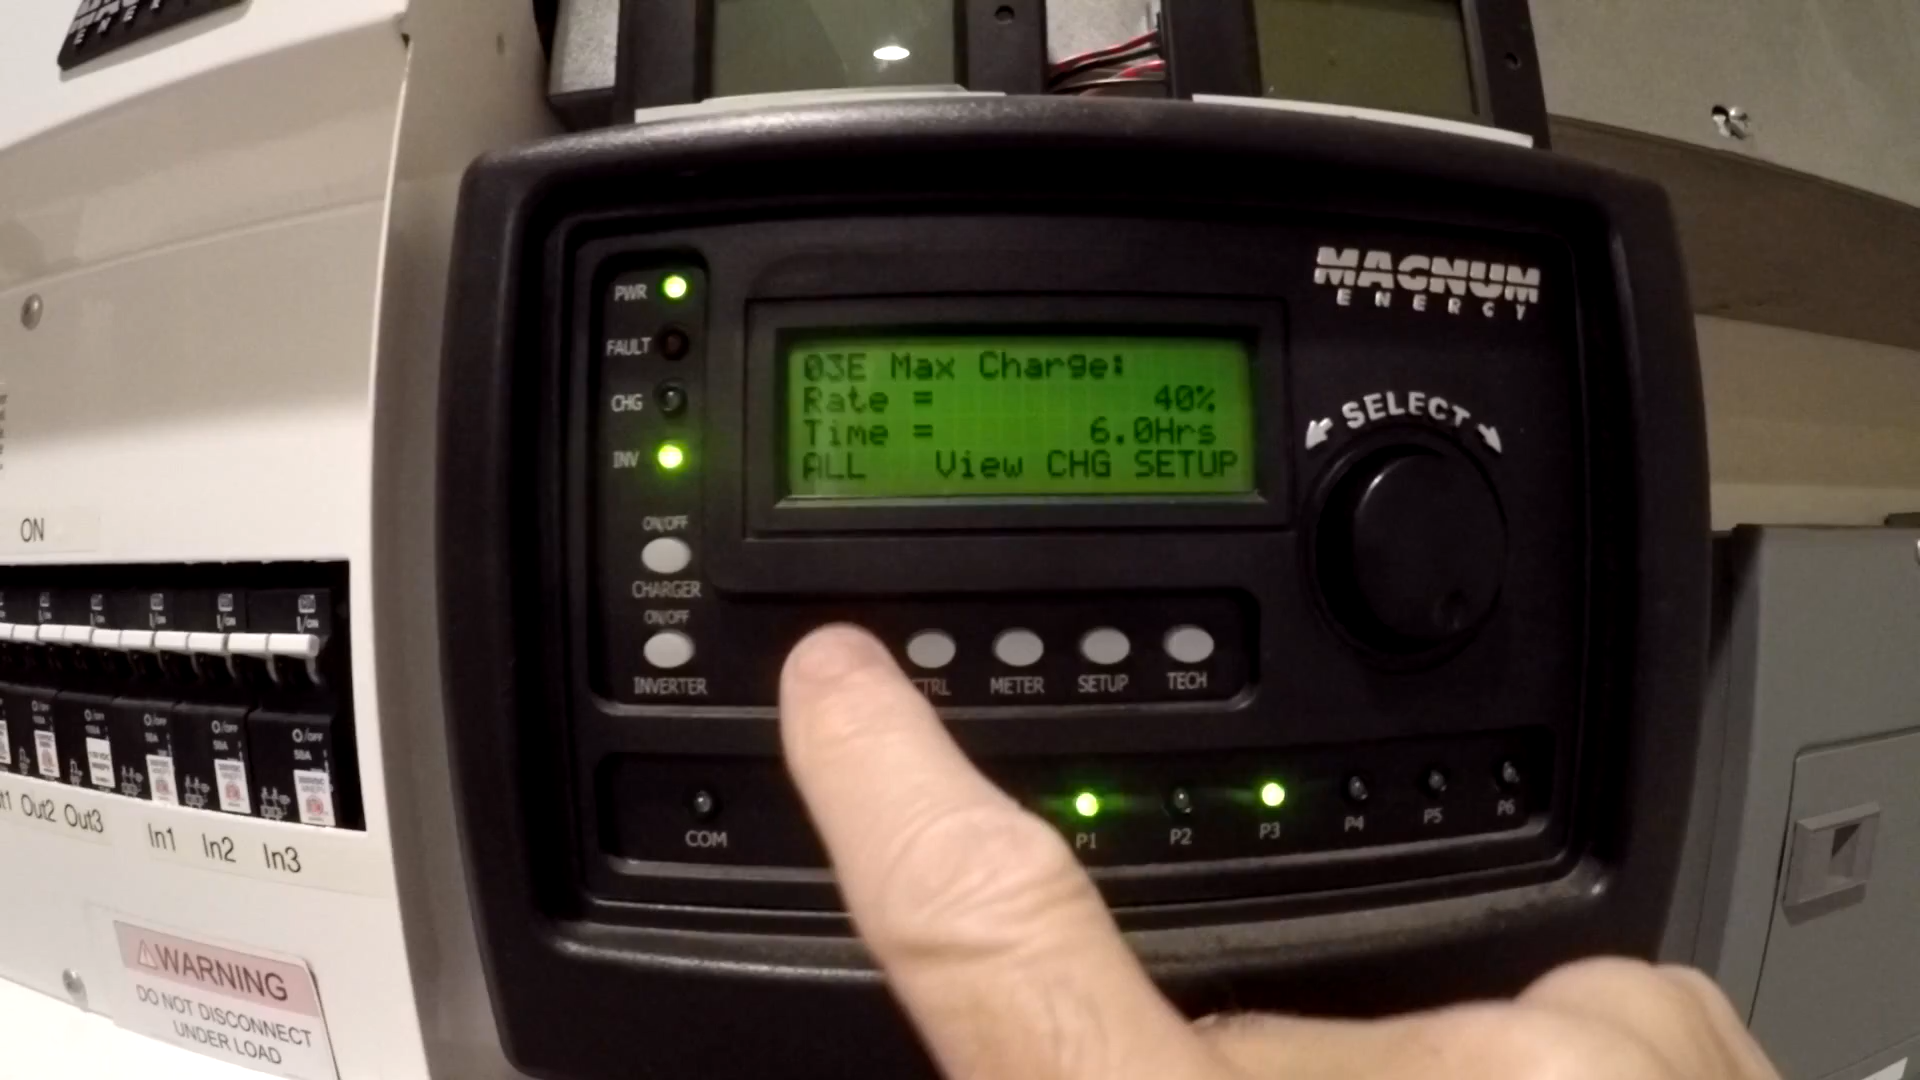 MAGNUM
ENERGY
PWR
FAULT
CHG
INV
03E Max Charge:
Rate = 40%
Time = 6.0Hrs
ALL View CHG SETUP
SELECT
ON/OFF
CHARGER
ON/OFF
INVERTER
METER
SETUP
TECH
COM
P1
P2
P3
P4
P5
P6
ON
Out2
Out3
In1
In2
In3
WARNING
DO NOT DISCONNECT
UNDER LOAD